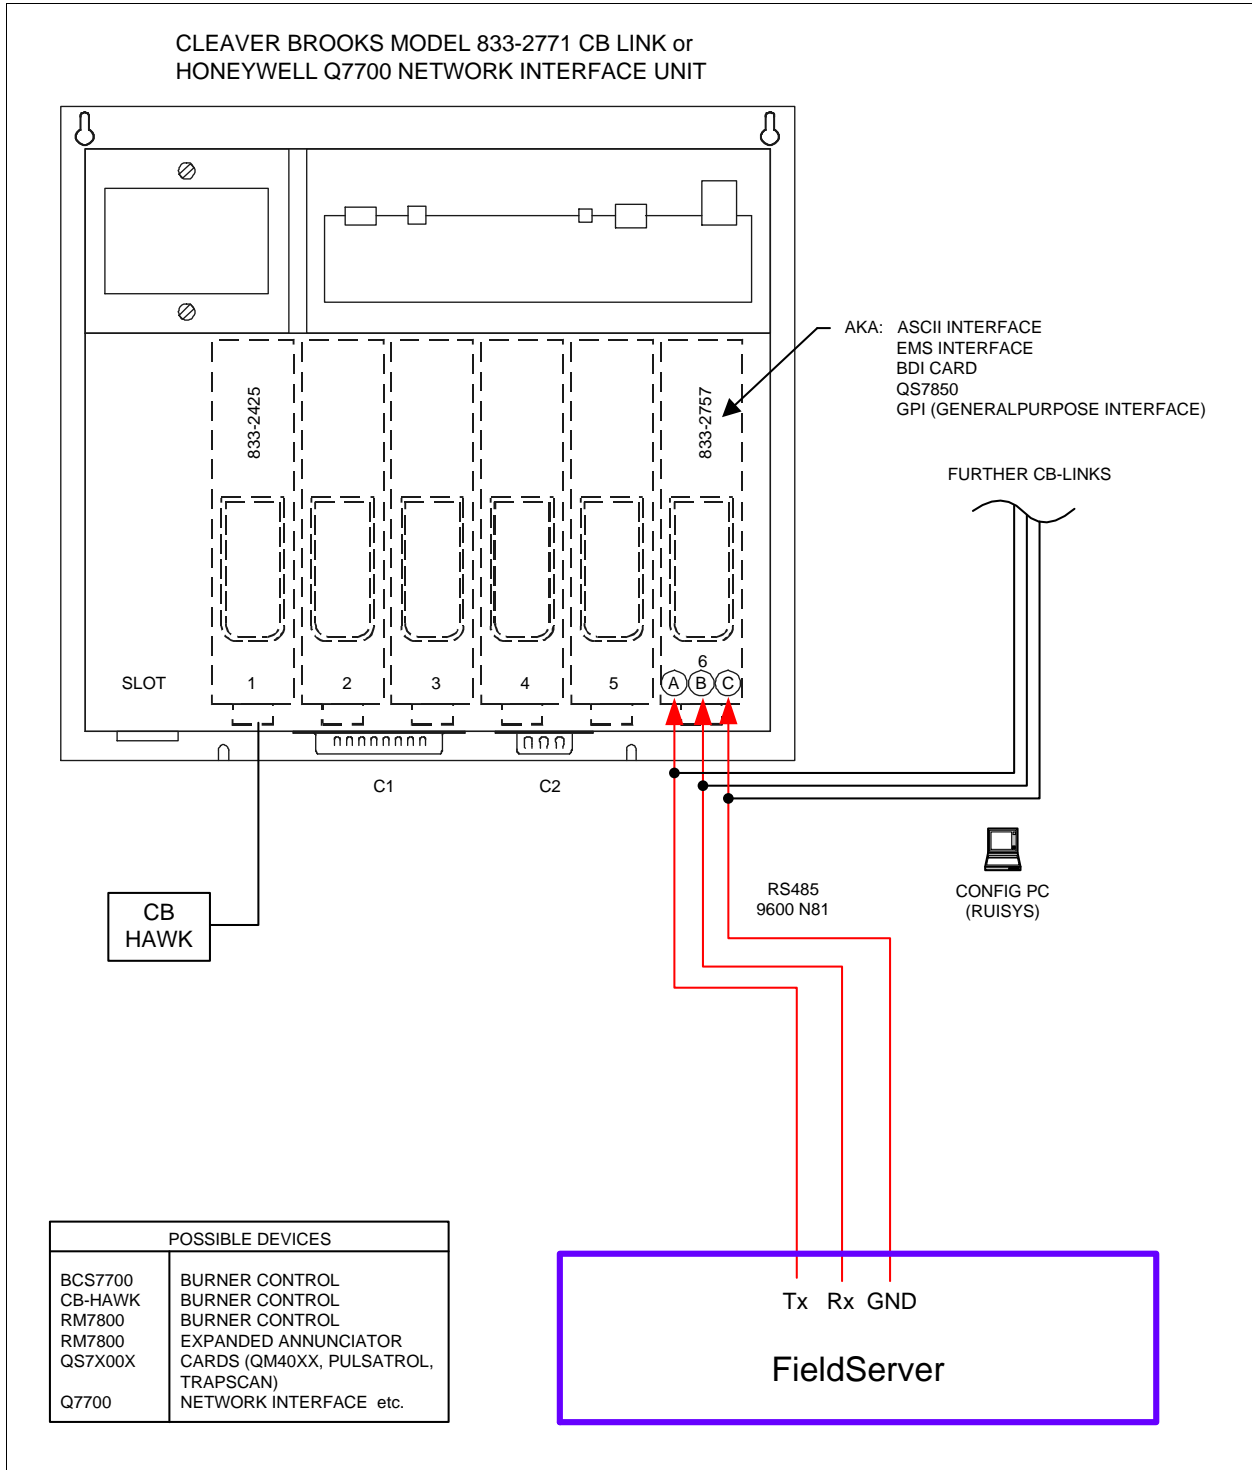 CLEAVER BROOKS MODEL 833-2771 CB LINK or
HONEYWELL Q7700 NETWORK INTERFACE UNIT
AKA: ASCII INTERFACE
EMS INTERFACE
BDI CARD
QS7850
GPI (GENERALPURPOSE INTERFACE)
833-2425
833-2757
FURTHER CB-LINKS
SLOT 1 2 3 4 5 6
A B C
C1 C2
CB
HAWK
RS485
9600 N81
CONFIG PC
(RUISYS)
POSSIBLE DEVICES
BCS7700 BURNER CONTROL
CB-HAWK BURNER CONTROL
RM7800 BURNER CONTROL
RM7800 EXPANDED ANNUNCIATOR
QS7X00X CARDS (QM40XX, PULSATROL,
TRAPSCAN)
Q7700 NETWORK INTERFACE etc.
Tx Rx GND
FieldServer